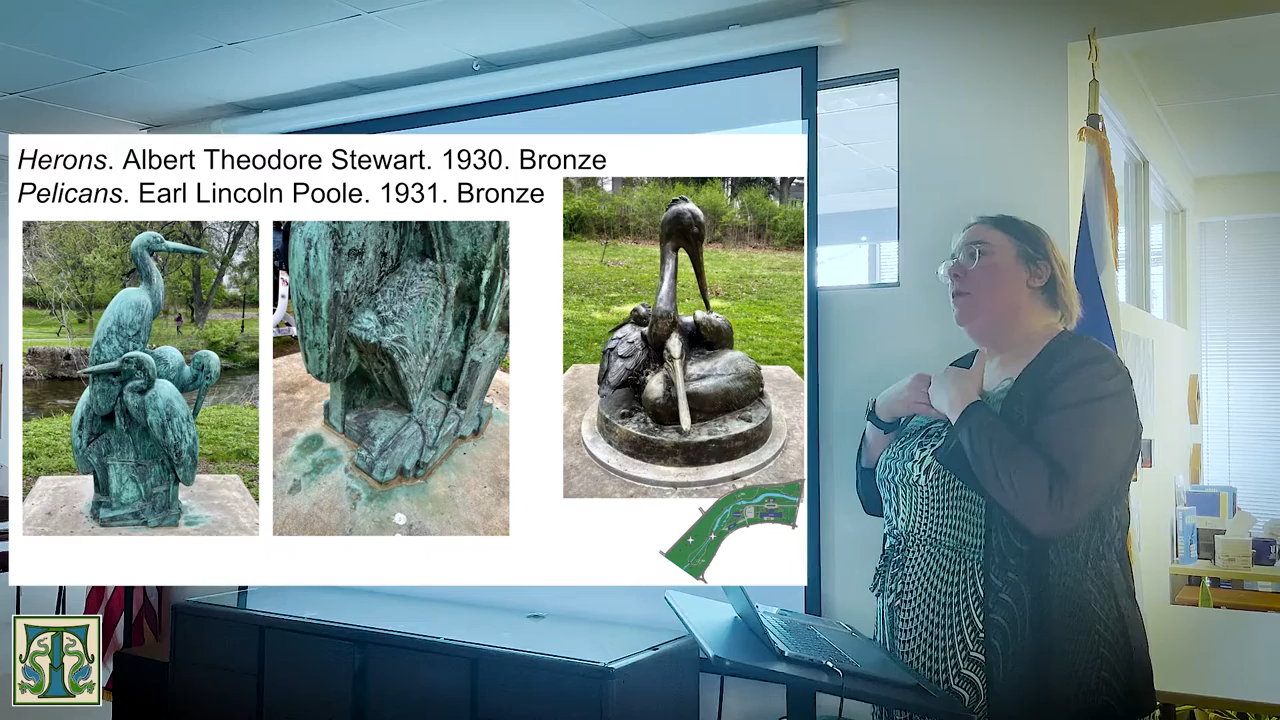 Herons. Albert Theodore Stewart. 1930. Bronze
Pelicans. Earl Lincoln Poole. 1931. Bronze
T